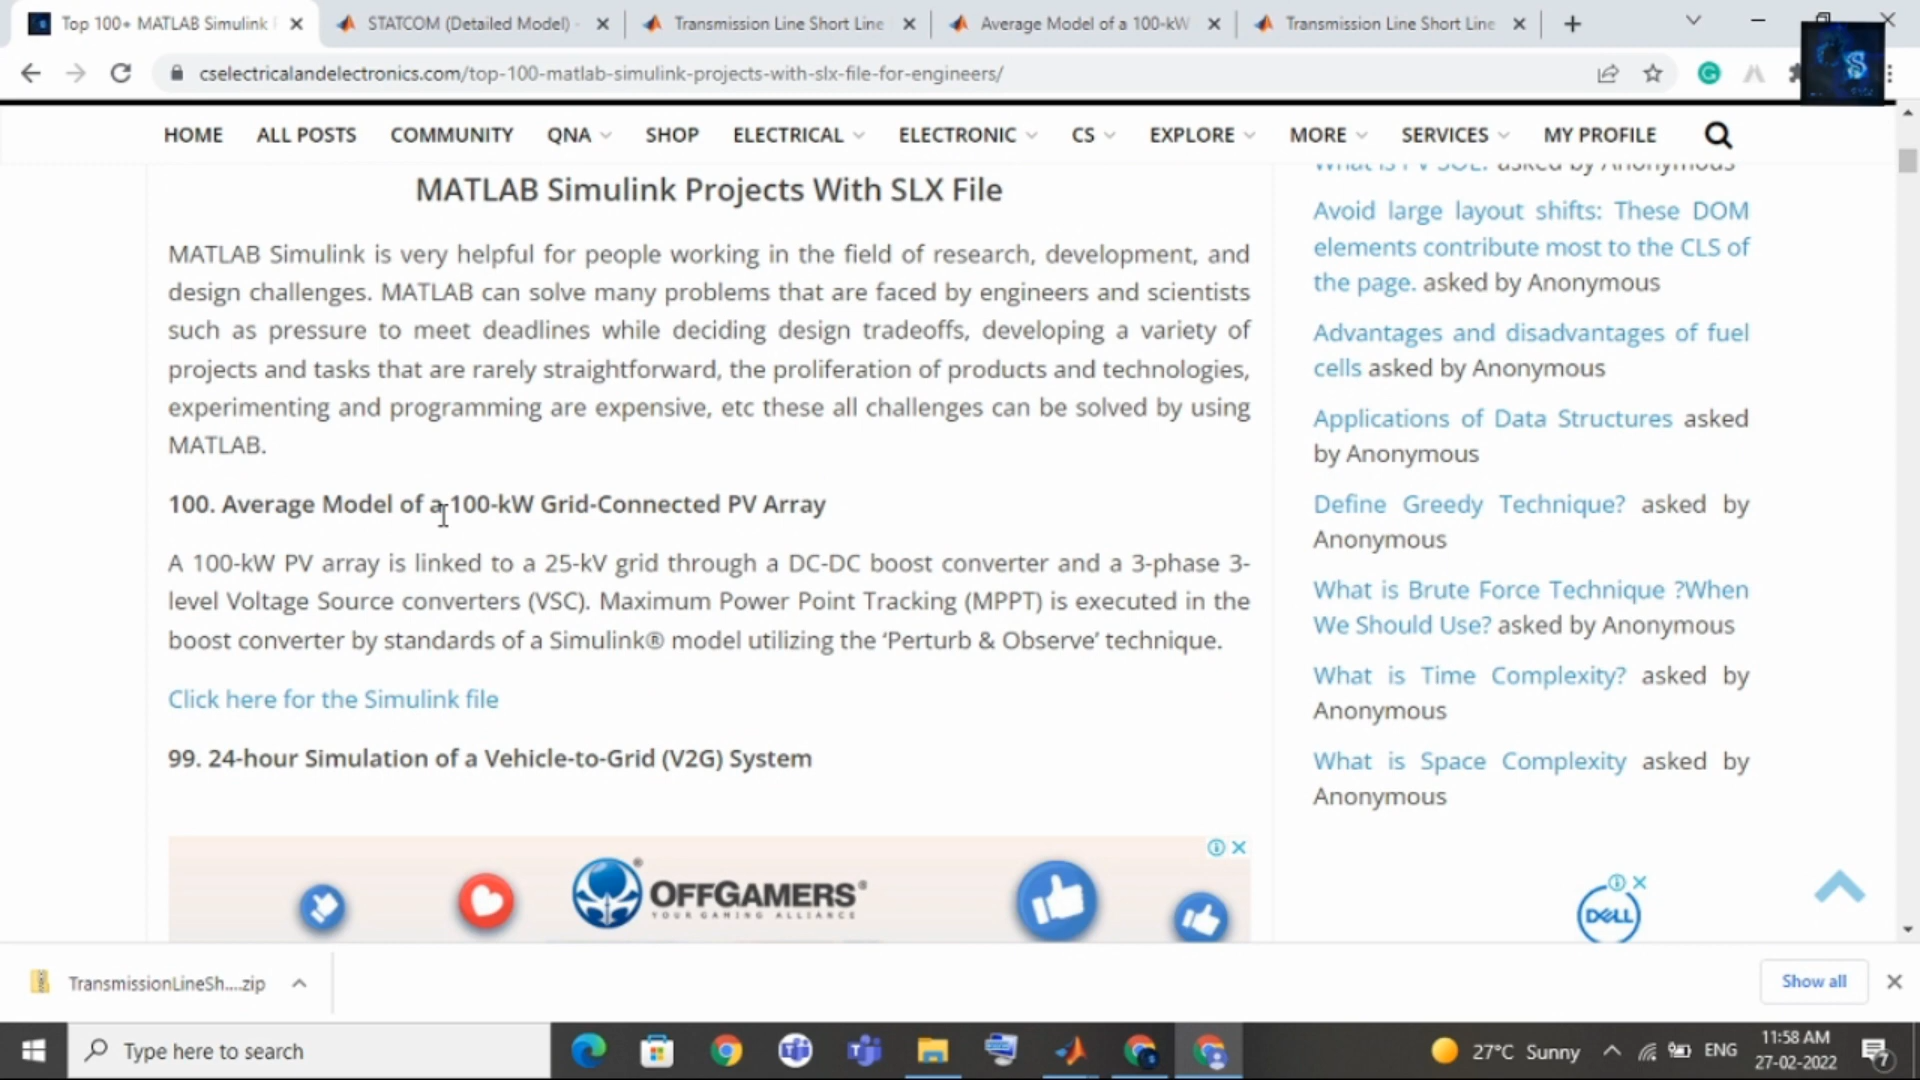 Top 100+ MATLAB Simulink
STATCOM (Detailed Model) -
Transmission Line Short Line
Average Model of a 100-kW
Transmission Line Short Line
cselectricalandelectronics.com/top-100-matlab-simulink-projects-with-slx-file-for-engineers/
HOME ALL POSTS COMMUNITY QNA SHOP ELECTRICAL ELECTRONIC CS EXPLORE MORE SERVICES MY PROFILE
MATLAB Simulink Projects With SLX File
MATLAB Simulink is very helpful for people working in the field of research, development, and
design challenges. MATLAB can solve many problems that are faced by engineers and scientists
such as pressure to meet deadlines while deciding design tradeoffs, developing a variety of
projects and tasks that are rarely straightforward, the proliferation of products and technologies,
experimenting and programming are expensive, etc these all challenges can be solved by using
MATLAB.
100. Average Model of a 100-kW Grid-Connected PV Array
A 100-kW PV array is linked to a 25-kV grid through a DC-DC boost converter and a 3-phase 3-
level Voltage Source converters (VSC). Maximum Power Point Tracking (MPPT) is executed in the
boost converter by standards of a Simulink® model utilizing the ‘Perturb & Observe’ technique.
Click here for the Simulink file
99. 24-hour Simulation of a Vehicle-to-Grid (V2G) System
OFFGAMERS®
YOUR GAMING ALLIANCE
What is PV SOL? asked by Anonymous
Avoid large layout shifts: These DOM
elements contribute most to the CLS of
the page. asked by Anonymous
Advantages and disadvantages of fuel
cells asked by Anonymous
Applications of Data Structures asked
by Anonymous
Define Greedy Technique? asked by
Anonymous
What is Brute Force Technique ?When
We Should Use? asked by Anonymous
What is Time Complexity? asked by
Anonymous
What is Space Complexity asked by
Anonymous
DELL
TransmissionLineSh....zip
Show all
Type here to search
27°C Sunny
ENG
11:58 AM
27-02-2022
7